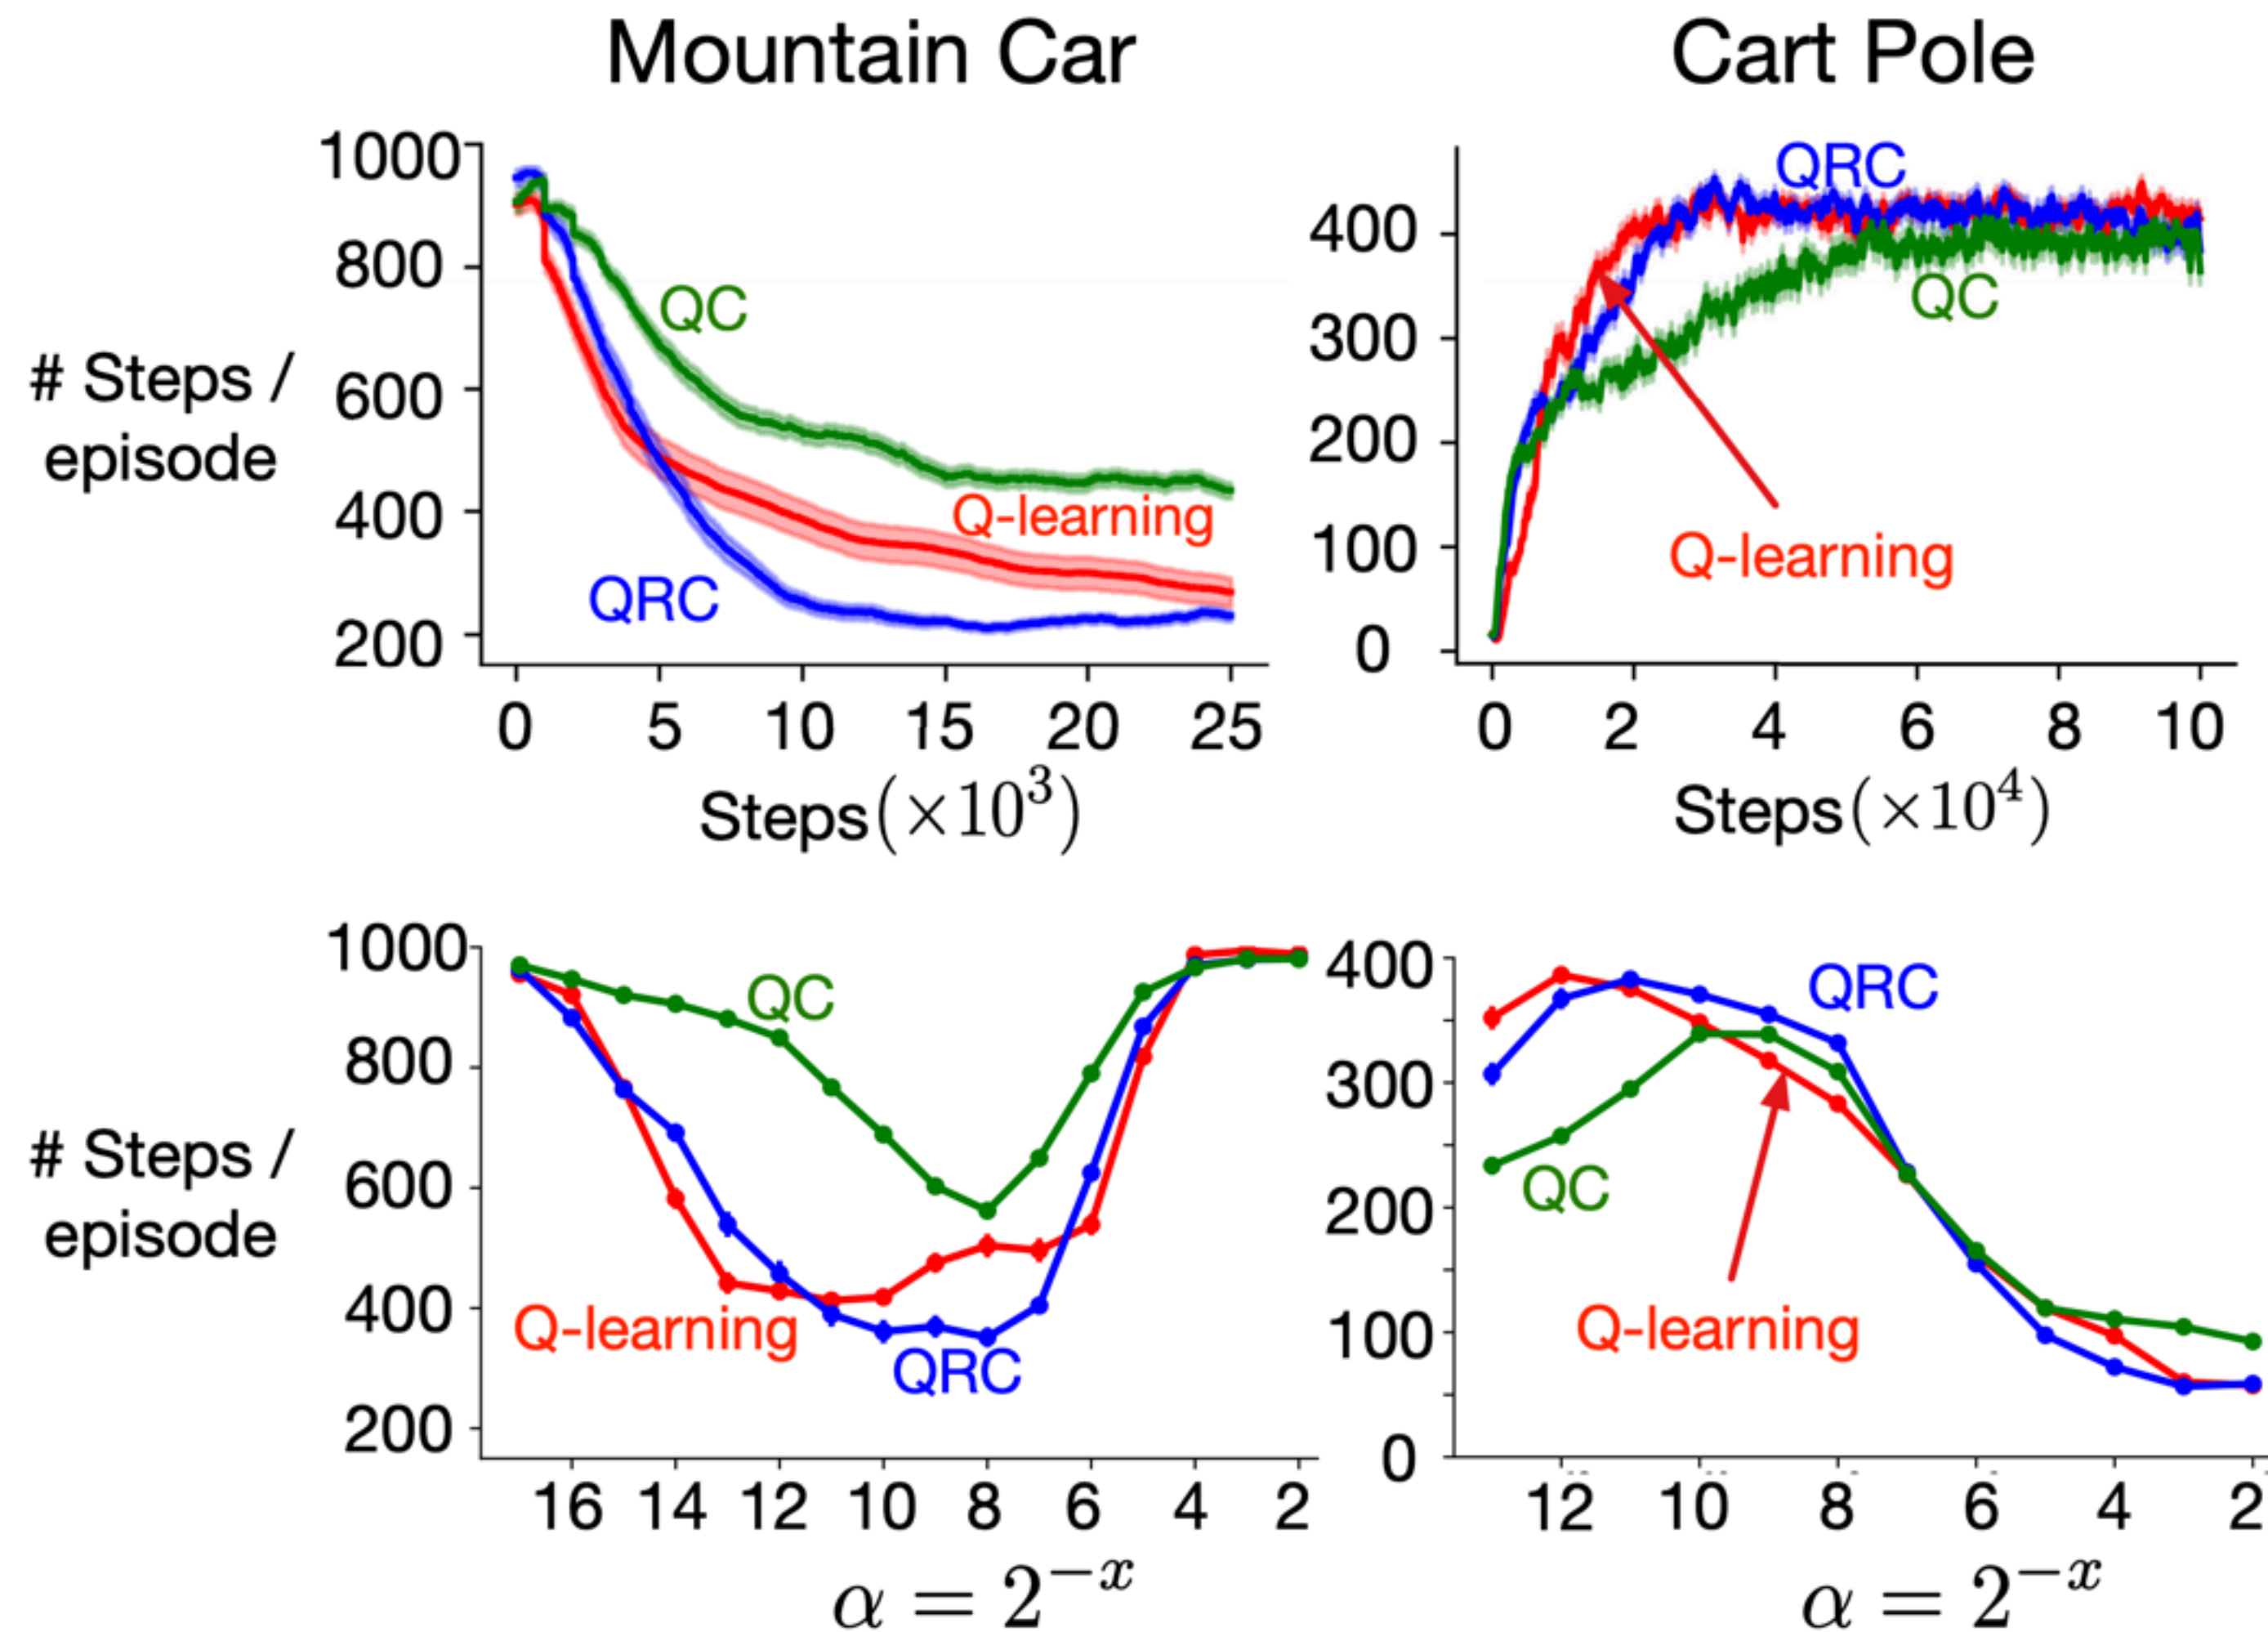 Mountain Car
Cart Pole
1000
800
600
400
200
# Steps /
episode
QC
Q-learning
QRC
0 5 10 15 20 25
Steps(×10³)
400
300
200
100
0
QRC
QC
Q-learning
0 2 4 6 8 10
Steps(×10⁴)
1000
800
600
400
200
# Steps /
episode
QC
Q-learning
QRC
16 14 12 10 8 6 4 2
α = 2⁻ˣ
400
300
200
100
0
QRC
QC
Q-learning
12 10 8 6 4 2
α = 2⁻ˣ